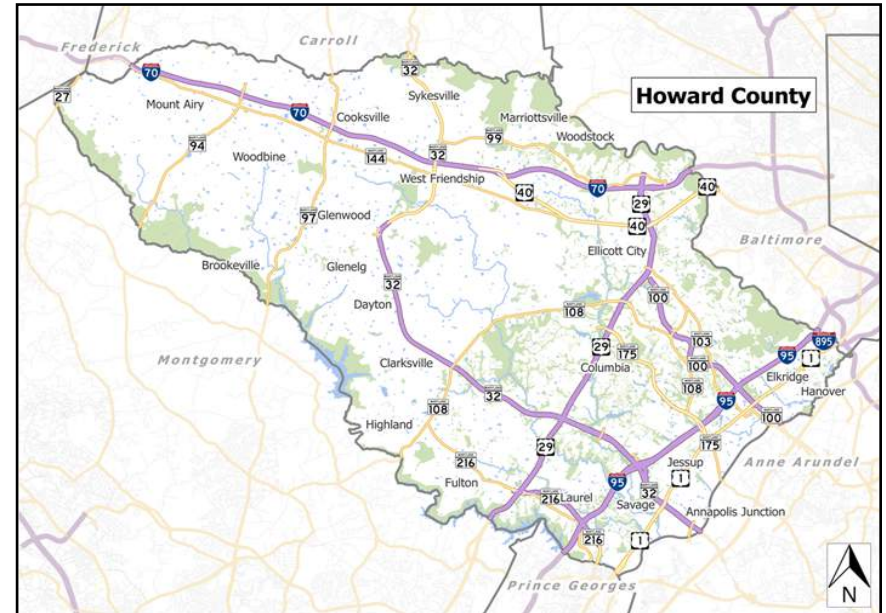 Frederick
Carroll
Howard County
70
32
27
Mount Airy
Sykesville
70
Cooksville
Marriottsville
94
MARYLAND
99
Woodstock
Woodbine
144
32
West Friendship
40
70
40
29
97
Glenwood
40
Baltimore
Ellicott City
Brookeville
Glenelg
32
100
Dayton
108
29
175
103
895
95
1
Montgomery
Clarksville
Columbia
100
Elkridge
32
108
Hanover
108
95
100
Highland
29
175
216
Jessup
Anne Arundel
Fulton
95
1
216
Laurel
Savage
32
Annapolis Junction
216
1
Prince Georges
N